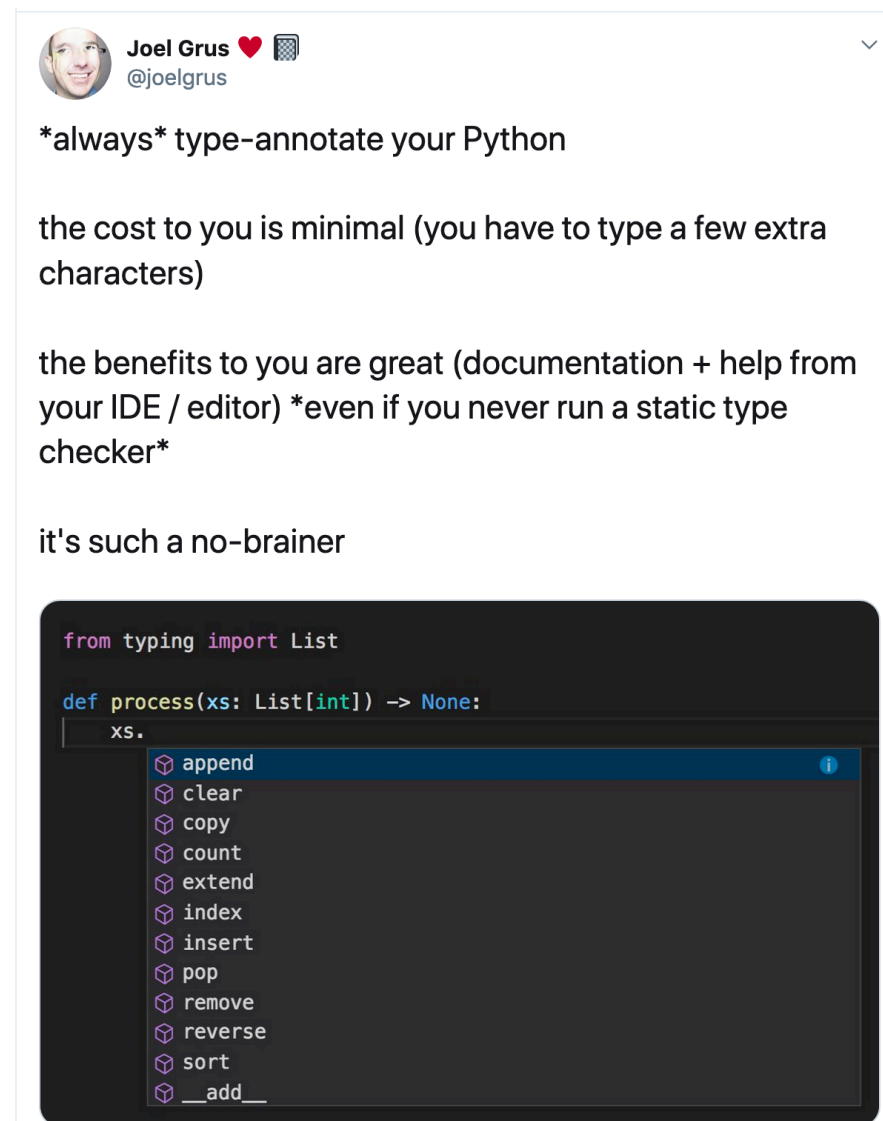 Joel Grus ❤️ 📓
@joelgrus
*always* type-annotate your Python
the cost to you is minimal (you have to type a few extra
characters)
the benefits to you are great (documentation + help from
your IDE / editor) *even if you never run a static type
checker*
it's such a no-brainer
from typing import List
def process(xs: List[int]) -> None:
xs.
append
clear
copy
count
extend
index
insert
pop
remove
reverse
sort
__add__